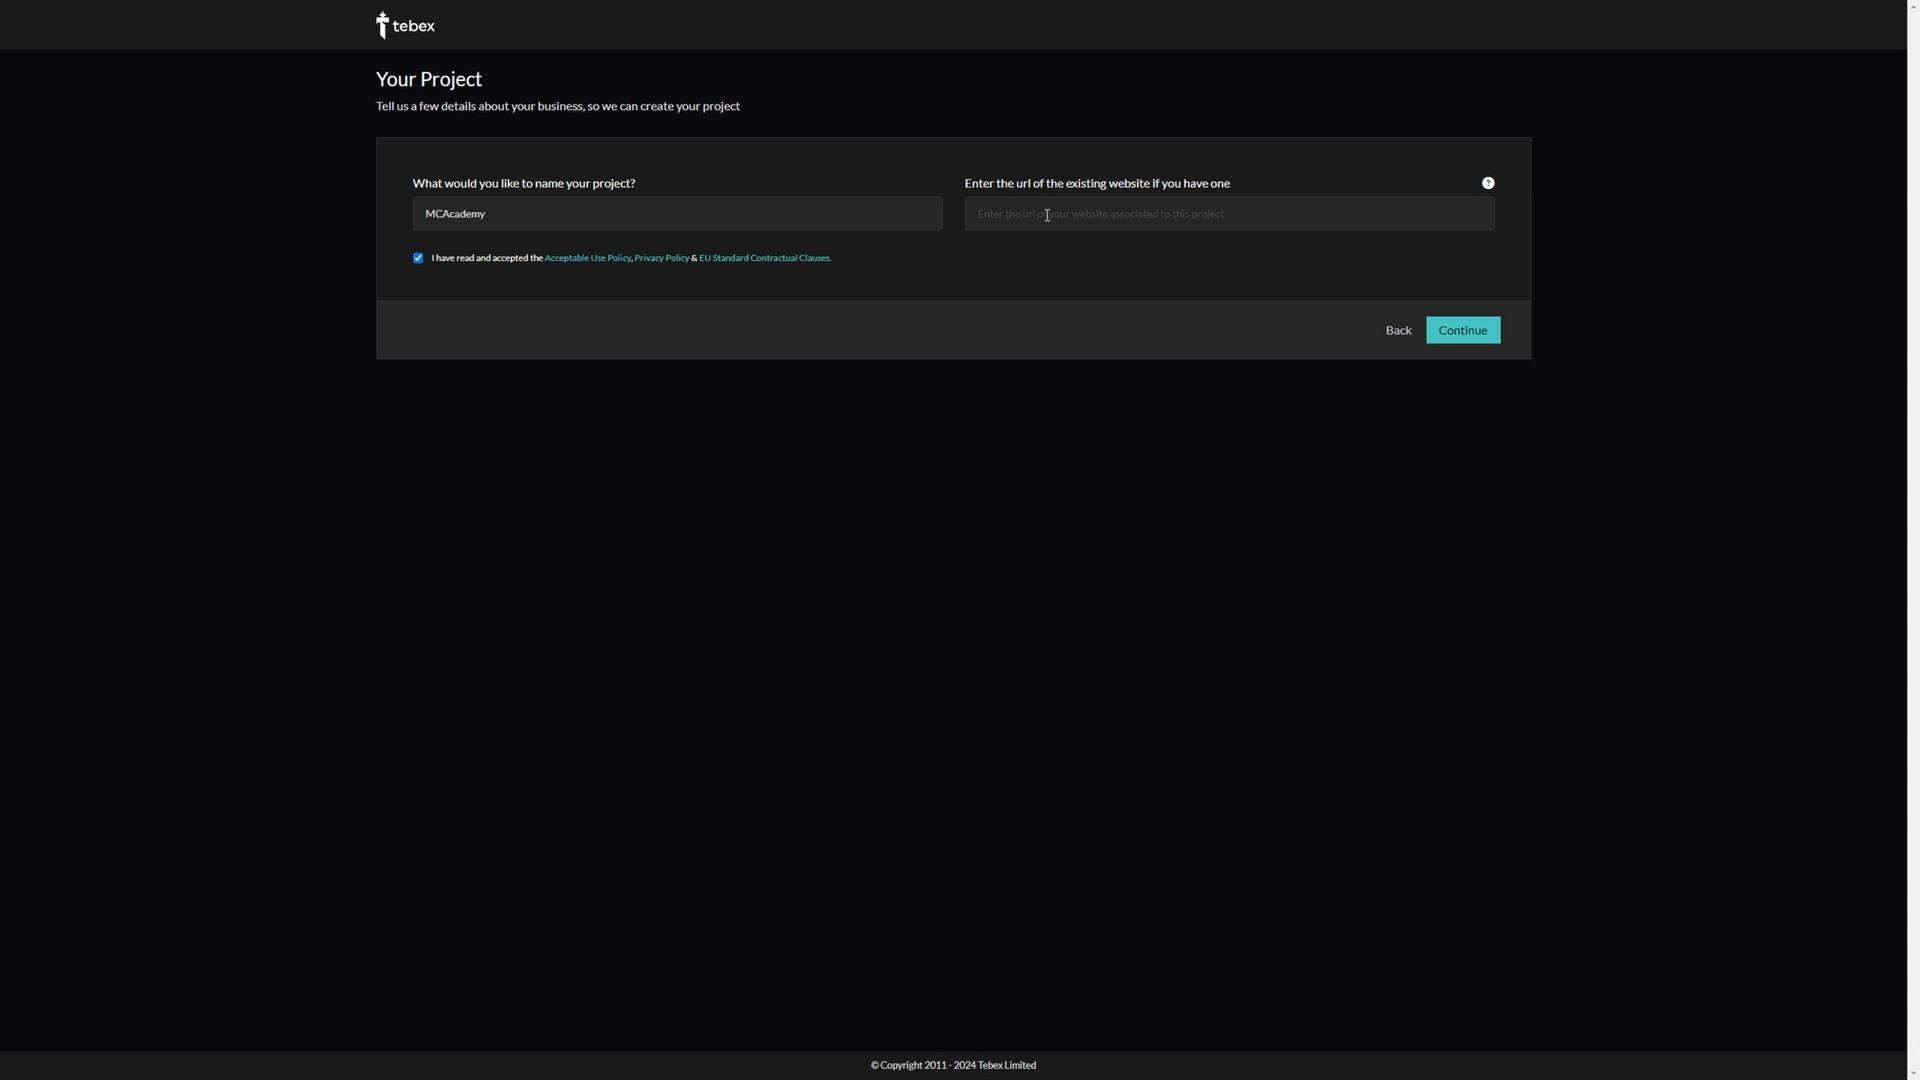 tebex
Your Project
Tell us a few details about your business, so we can create your project
What would you like to name your project?
MCAcademy
Enter the url of the existing website if you have one
?
Enter the url of your website associated to this project
I have read and accepted the Acceptable Use Policy, Privacy Policy & EU Standard Contractual Clauses.
Back
Continue
© Copyright 2011 - 2024 Tebex Limited